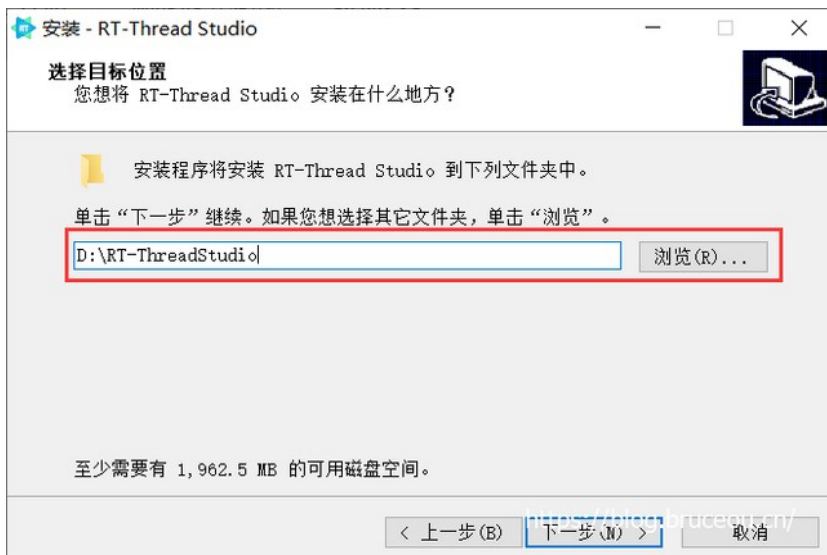 安装 - RT-Thread Studio
选择目标位置
您想将 RT-Thread Studio 安装在什么地方？
安装程序将安装 RT-Thread Studio 到下列文件夹中。
单击“下一步”继续。如果您想选择其它文件夹，单击“浏览”。
D:\RT-ThreadStudio
浏览(R)...
至少需要有 1,962.5 MB 的可用磁盘空间。
< 上一步(B)
下一步(N) >
取消